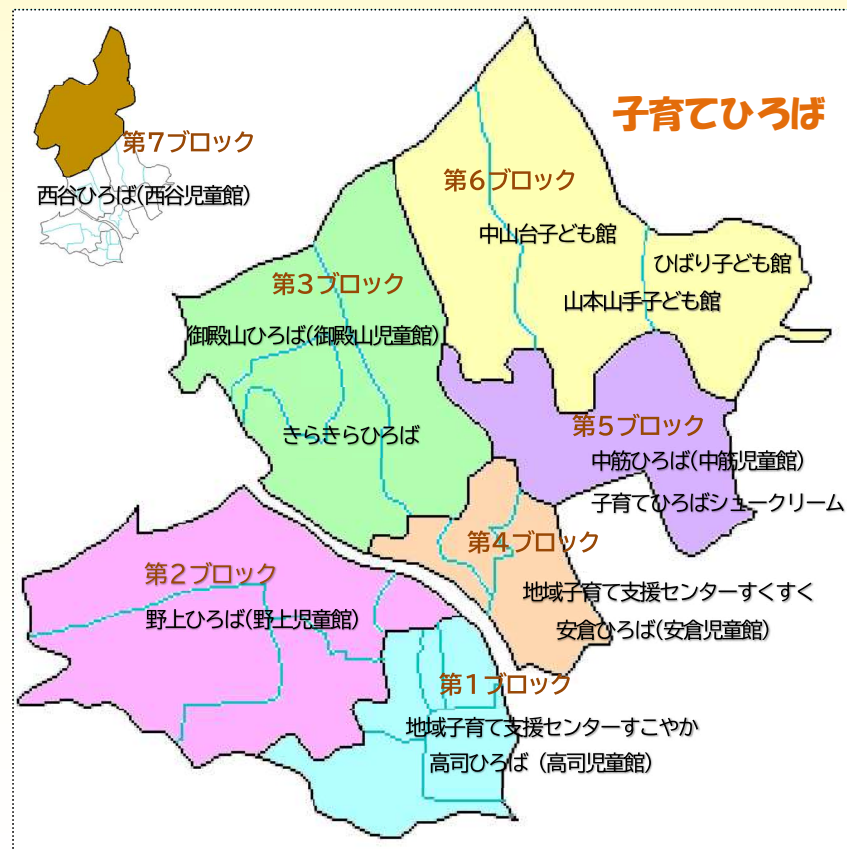 子育てひろば
第7ブロック
西谷ひろば(西谷児童館)
第6ブロック
中山台子ども館
ひばり子ども館
山本山手子ども館
第3ブロック
御殿山ひろば(御殿山児童館)
きらきらひろば
第5ブロック
中筋ひろば(中筋児童館)
子育てひろばシュークリーム
第4ブロック
地域子育て支援センターすくすく
安倉ひろば(安倉児童館)
第2ブロック
野上ひろば(野上児童館)
第1ブロック
地域子育て支援センターすこやか
高司ひろば（高司児童館）